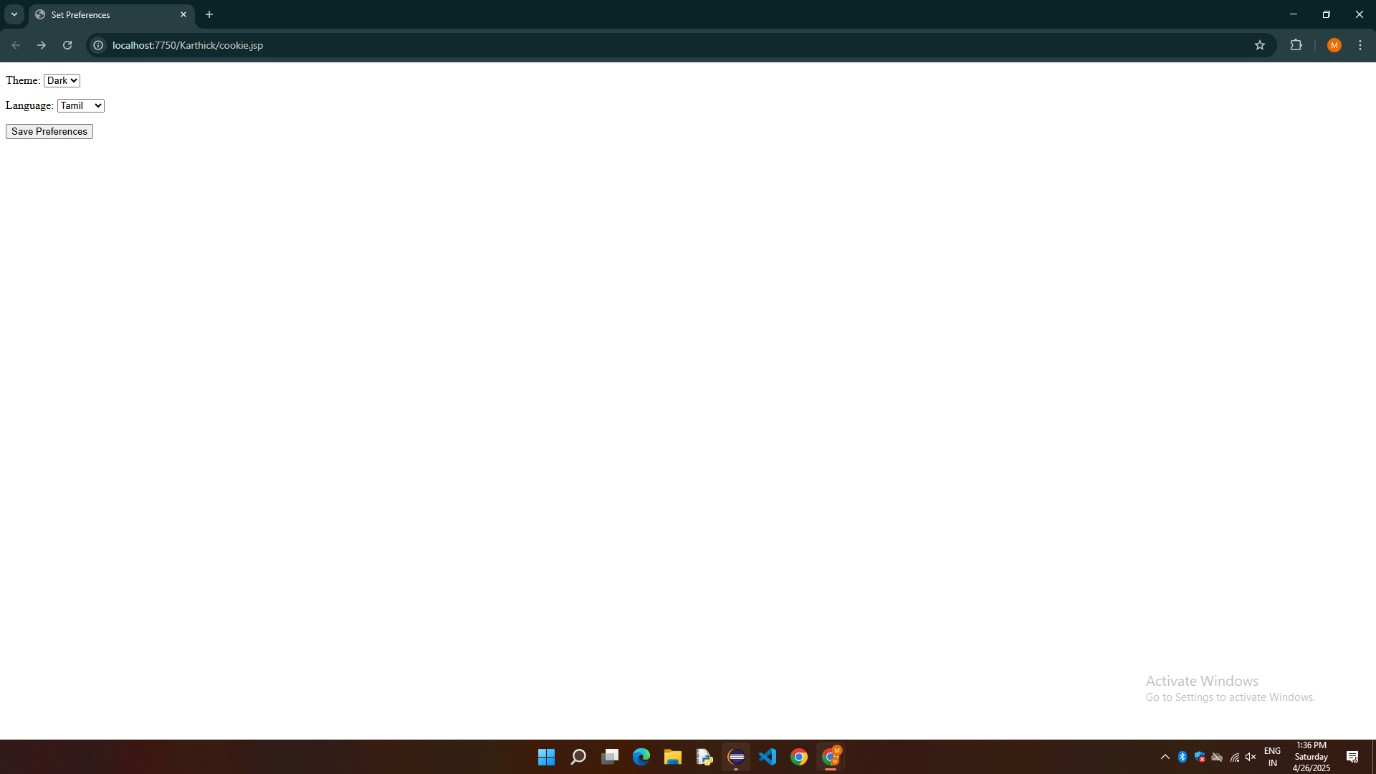 Set Preferences
localhost:7750/Karthick/cookie.jsp
M
Theme: Dark
Language: Tamil
Save Preferences
Activate Windows
Go to Settings to activate Windows.
M
ENG
IN
1:36 PM
Saturday
4/26/2025